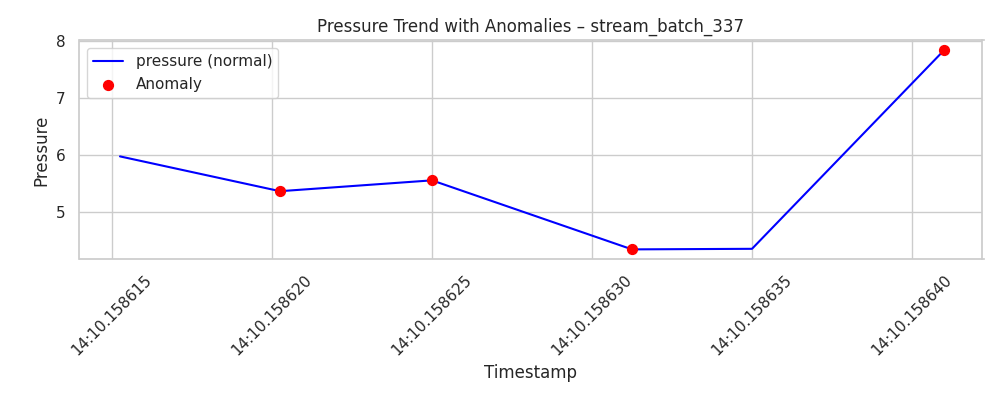 Pressure Trend with Anomalies – stream_batch_337
pressure (normal)
Anomaly
Pressure
8
7
6
5
14:10.158615
14:10.158620
14:10.158625
14:10.158630
14:10.158635
14:10.158640
Timestamp